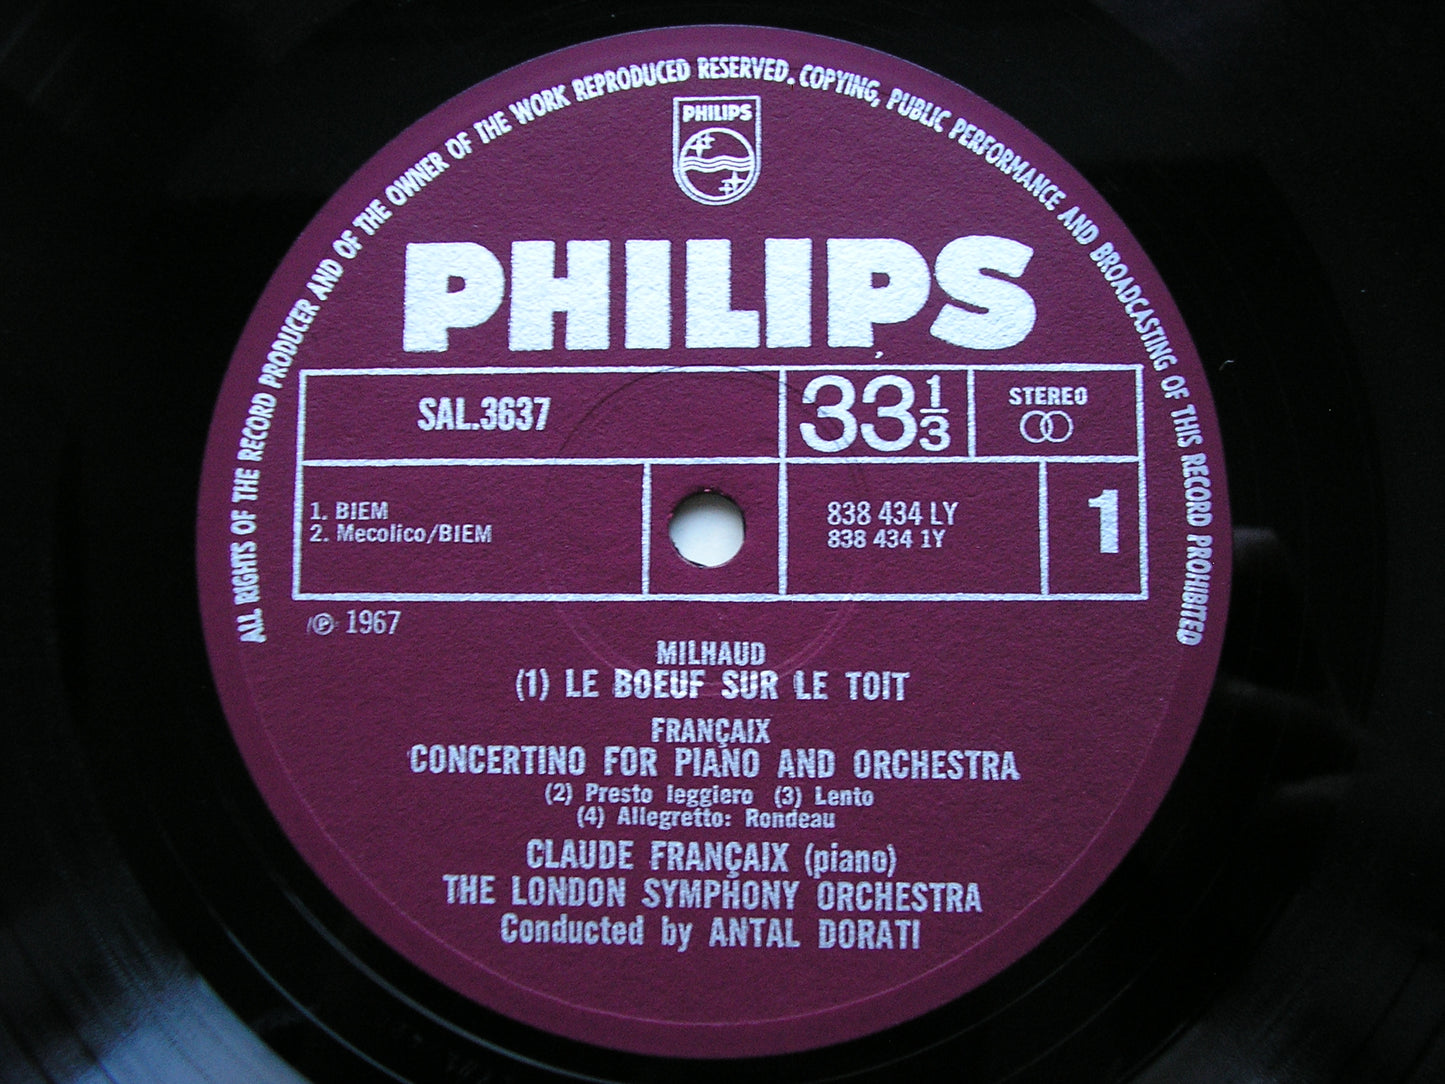 ALL RIGHTS OF THE RECORD PRODUCER AND OF THE OWNER OF THE WORK REPRODUCED RESERVED. COPYING, PUBLIC PERFORMANCE AND BROADCASTING OF THIS RECORD PROHIBITED
PHILIPS
PHILIPS
SAL.3637
33 1/3
STEREO
1. BIEM
2. Mecolico/BIEM
838 434 LY
838 434 1Y
1
℗ 1967
MILHAUD
(1) LE BOEUF SUR LE TOIT
FRANÇAIX
CONCERTINO FOR PIANO AND ORCHESTRA
(2) Presto leggiero (3) Lento
(4) Allegretto: Rondeau
CLAUDE FRANÇAIX (piano)
THE LONDON SYMPHONY ORCHESTRA
Conducted by ANTAL DORATI